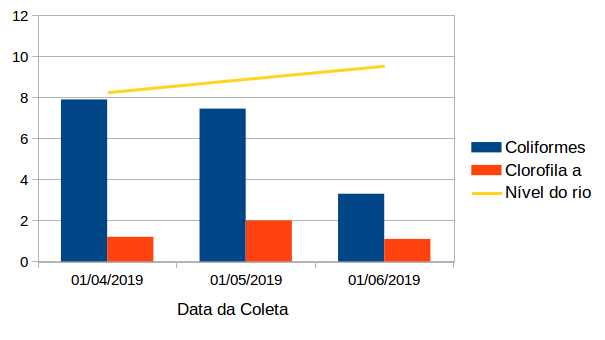 12
10
8
6
4
2
0
01/04/2019 01/05/2019 01/06/2019
Data da Coleta
Coliformes
Clorofila a
Nível do rio